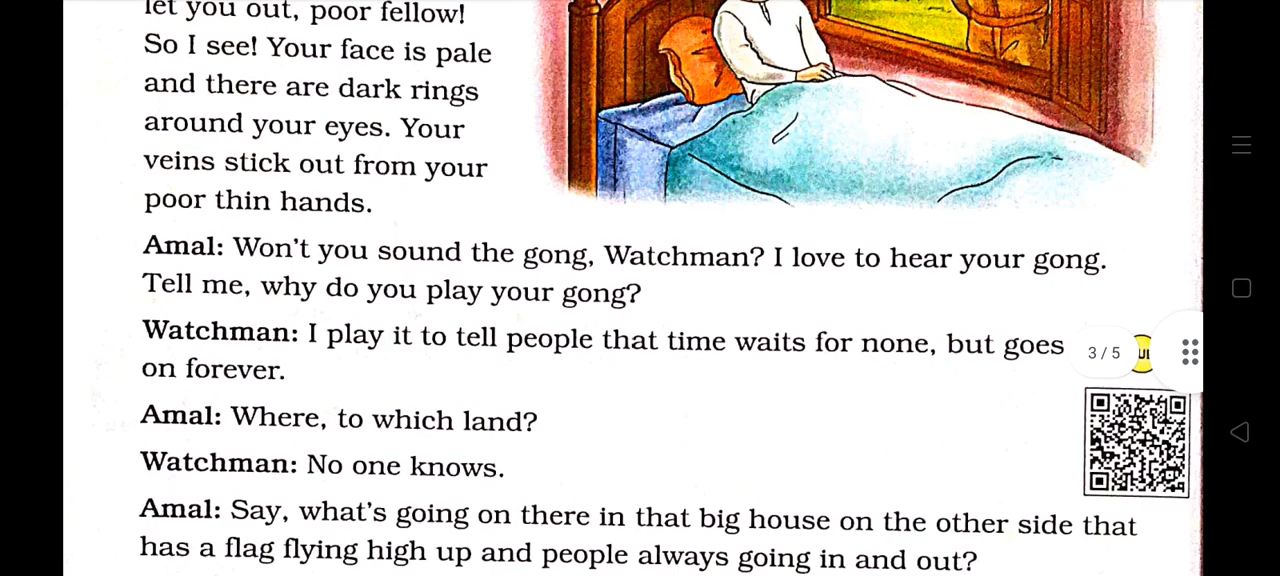 let you out, poor fellow!
So I see! Your face is pale
and there are dark rings
around your eyes. Your
veins stick out from your
poor thin hands.
Amal: Won't you sound the gong, Watchman? I love to hear your gong.
Tell me, why do you play your gong?
Watchman: I play it to tell people that time waits for none, but goes
on forever.
3 / 5
Amal: Where, to which land?
Watchman: No one knows.
Amal: Say, what's going on there in that big house on the other side that
has a flag flying high up and people always going in and out?